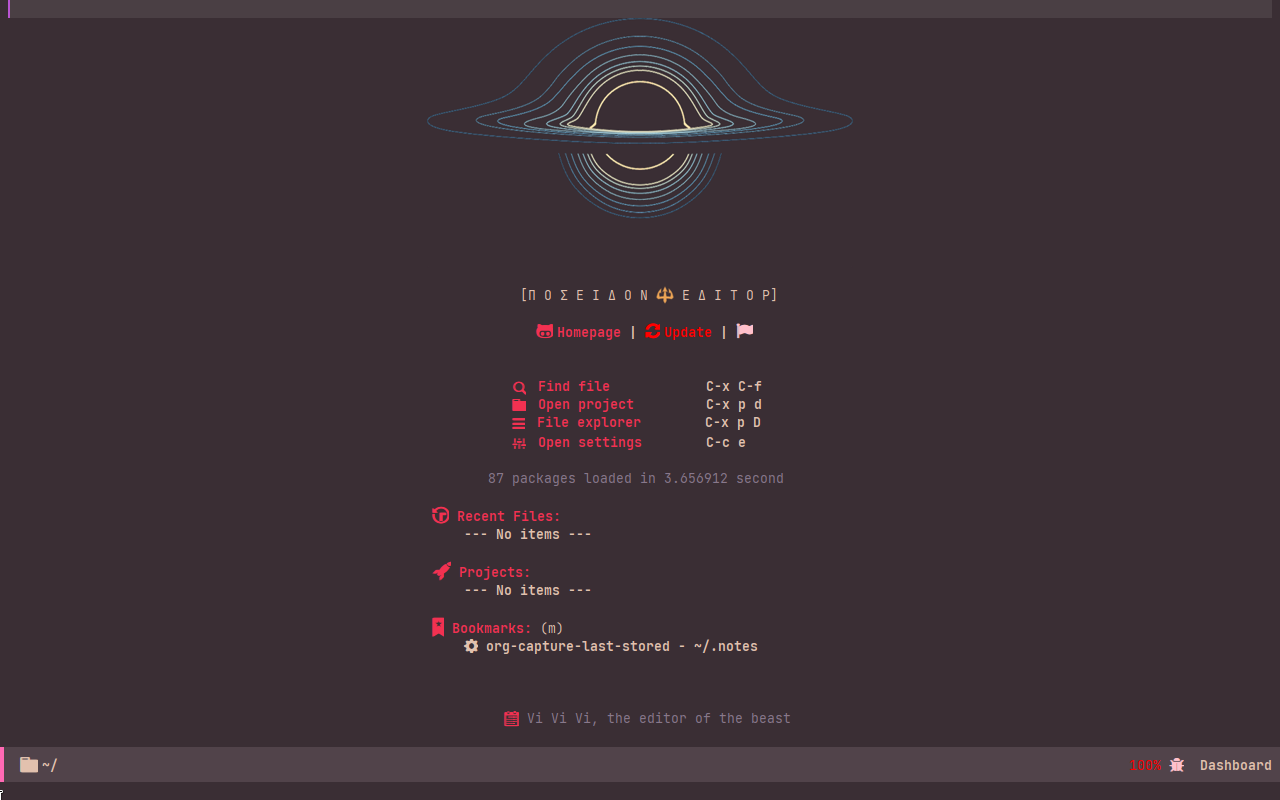 [Π Ο Σ Ε Ι Δ Ο Ν 🔱 Ε Δ Ι Τ Ο Ρ]
Homepage | Update |
Find file C-x C-f
Open project C-x p d
File explorer C-x p D
Open settings C-c e
87 packages loaded in 3.656912 second
Recent Files:
--- No items ---
Projects:
--- No items ---
Bookmarks: (m)
org-capture-last-stored - ~/.notes
Vi Vi Vi, the editor of the beast
~/ 100% Dashboard